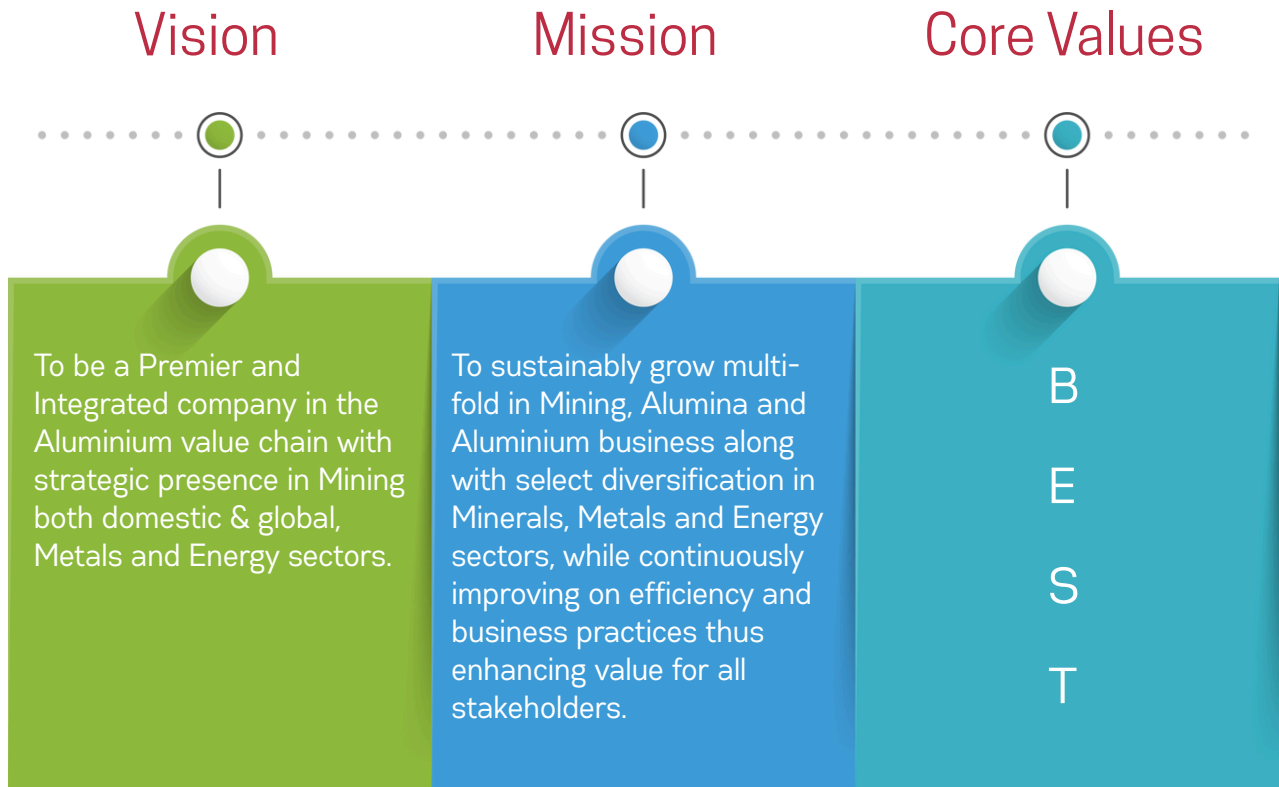 Vision
Mission
Core Values
To be a Premier and
Integrated company in the
Aluminium value chain with
strategic presence in Mining
both domestic & global,
Metals and Energy sectors.
To sustainably grow multi-
fold in Mining, Alumina and
Aluminium business along
with select diversification in
Minerals, Metals and Energy
sectors, while continuously
improving on efficiency and
business practices thus
enhancing value for all
stakeholders.
B
E
S
T